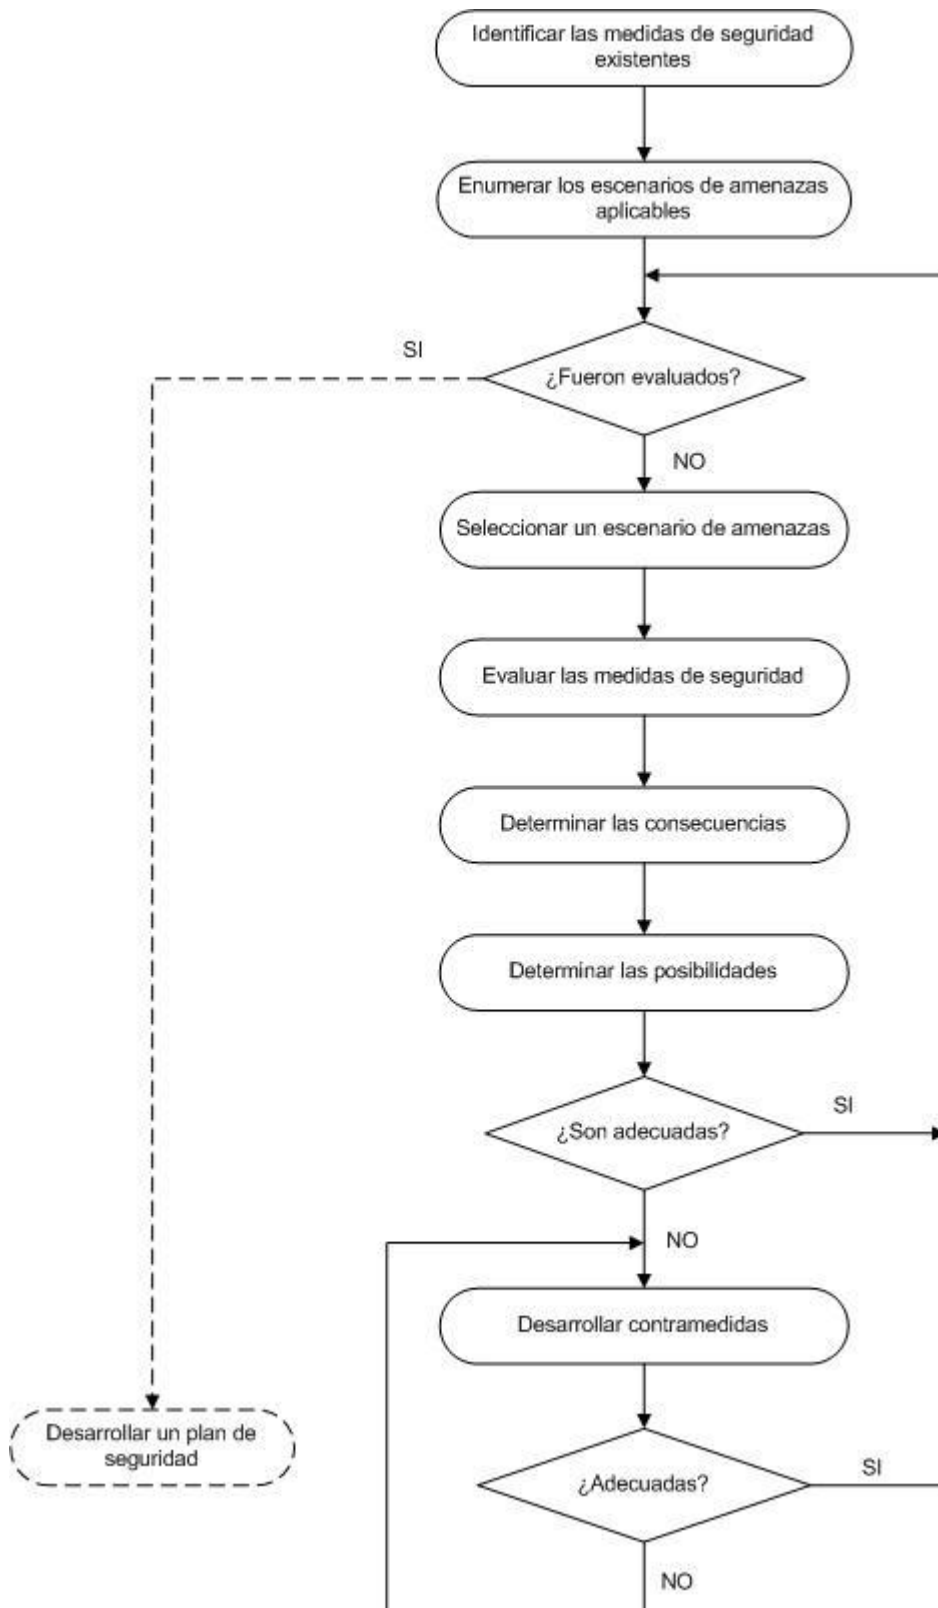 Identificar las medidas de seguridad
existentes
Enumerar los escenarios de amenazas
aplicables
SI
¿Fueron evaluados?
NO
Seleccionar un escenario de amenazas
Evaluar las medidas de seguridad
Determinar las consecuencias
Determinar las posibilidades
¿Son adecuadas?
SI
NO
Desarrollar contramedidas
Desarrollar un plan de
seguridad
¿Adecuadas?
SI
NO